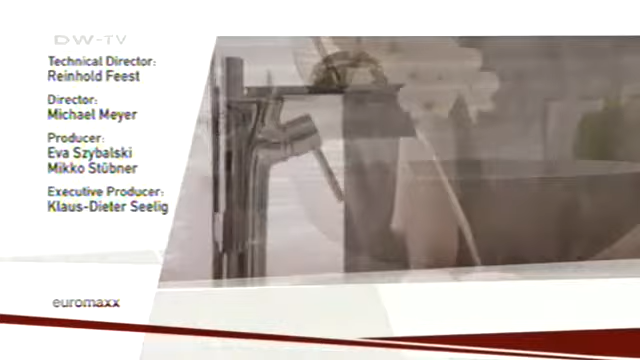 DW-TV
Technical Director:
Reinhold Feest
Director:
Michael Meyer
Producer:
Eva Szybalski
Mikko Stübner
Executive Producer:
Klaus-Dieter Seelig
euromaxx